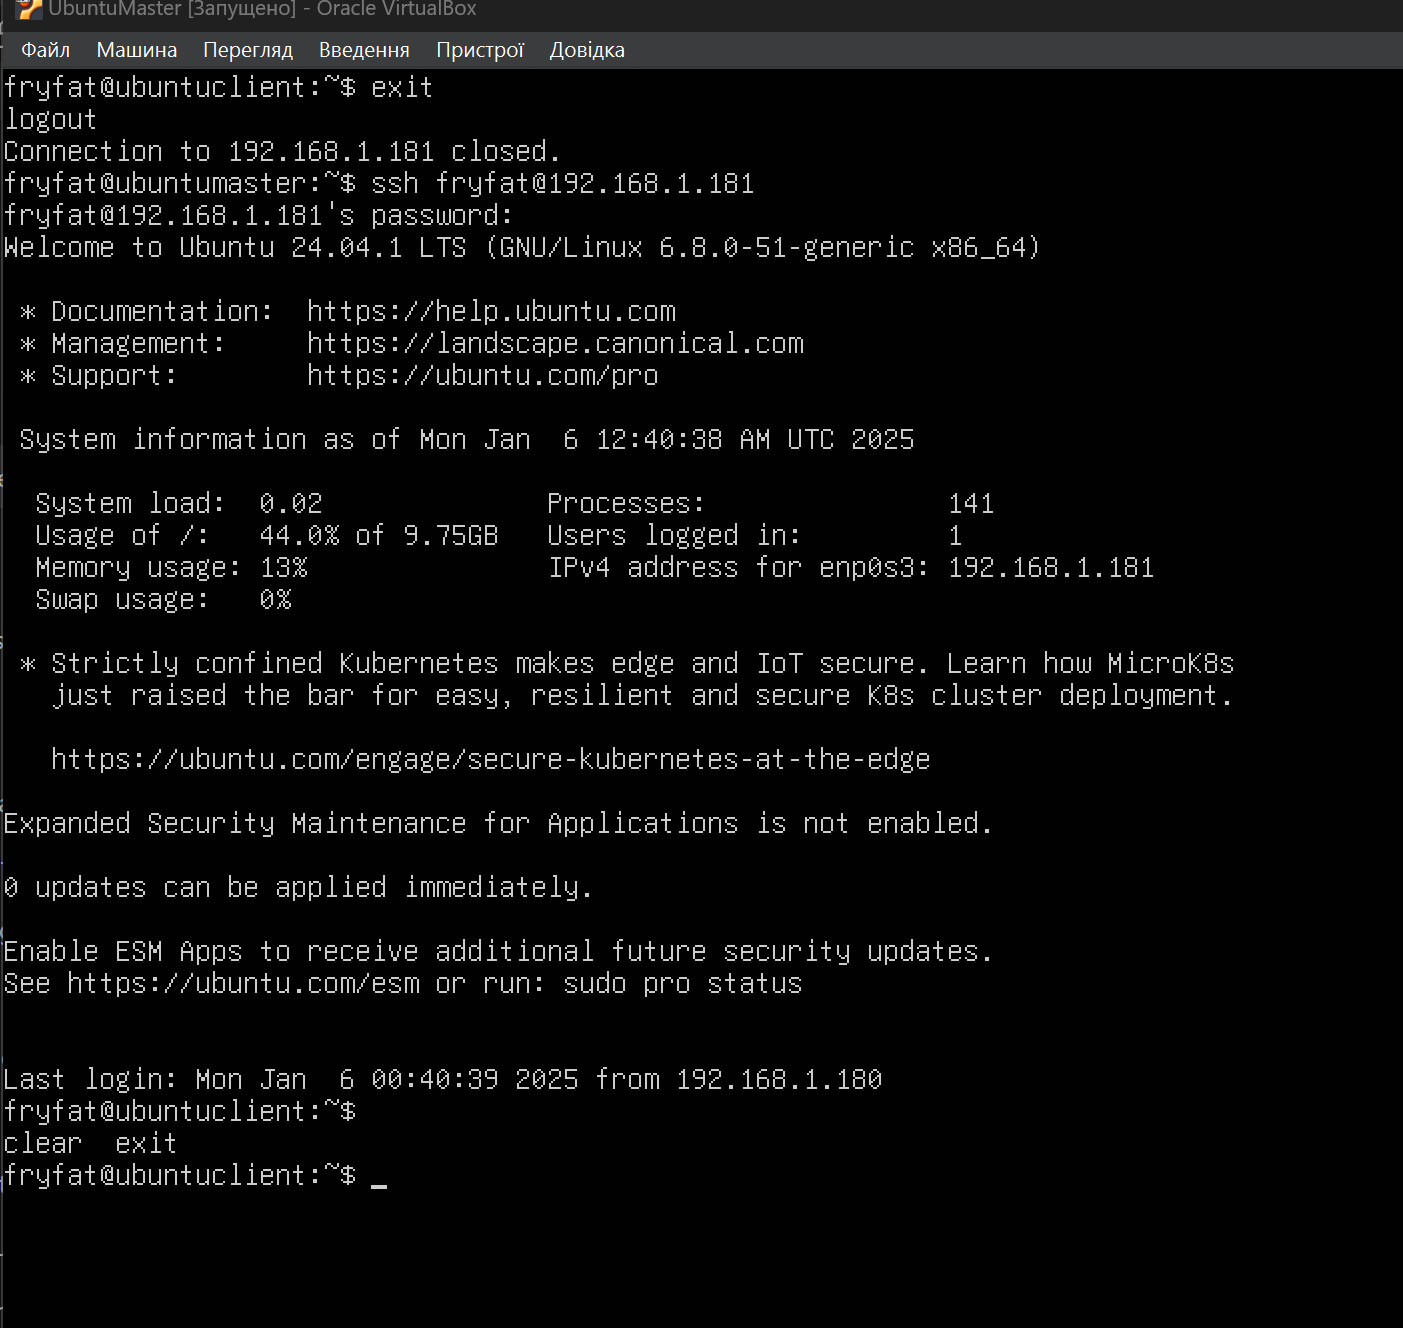 UbuntuMaster [Запущено] - Oracle VirtualBox
Файл Машина Перегляд Введення Пристрої Довідка
fryfat@ubuntuclient:~$ exit
logout
Connection to 192.168.1.181 closed.
fryfat@ubuntumaster:~$ ssh fryfat@192.168.1.181
fryfat@192.168.1.181's password:
Welcome to Ubuntu 24.04.1 LTS (GNU/Linux 6.8.0-51-generic x86_64)
* Documentation:  https://help.ubuntu.com
* Management:     https://landscape.canonical.com
* Support:        https://ubuntu.com/pro
System information as of Mon Jan  6 12:40:38 AM UTC 2025
System load:  0.02              Processes:               141
Usage of /:   44.0% of 9.75GB   Users logged in:         1
Memory usage: 13%               IPv4 address for enp0s3: 192.168.1.181
Swap usage:   0%
* Strictly confined Kubernetes makes edge and IoT secure. Learn how MicroK8s
just raised the bar for easy, resilient and secure K8s cluster deployment.
https://ubuntu.com/engage/secure-kubernetes-at-the-edge
Expanded Security Maintenance for Applications is not enabled.
0 updates can be applied immediately.
Enable ESM Apps to receive additional future security updates.
See https://ubuntu.com/esm or run: sudo pro status
Last login: Mon Jan  6 00:40:39 2025 from 192.168.1.180
fryfat@ubuntuclient:~$
clear  exit
fryfat@ubuntuclient:~$ _